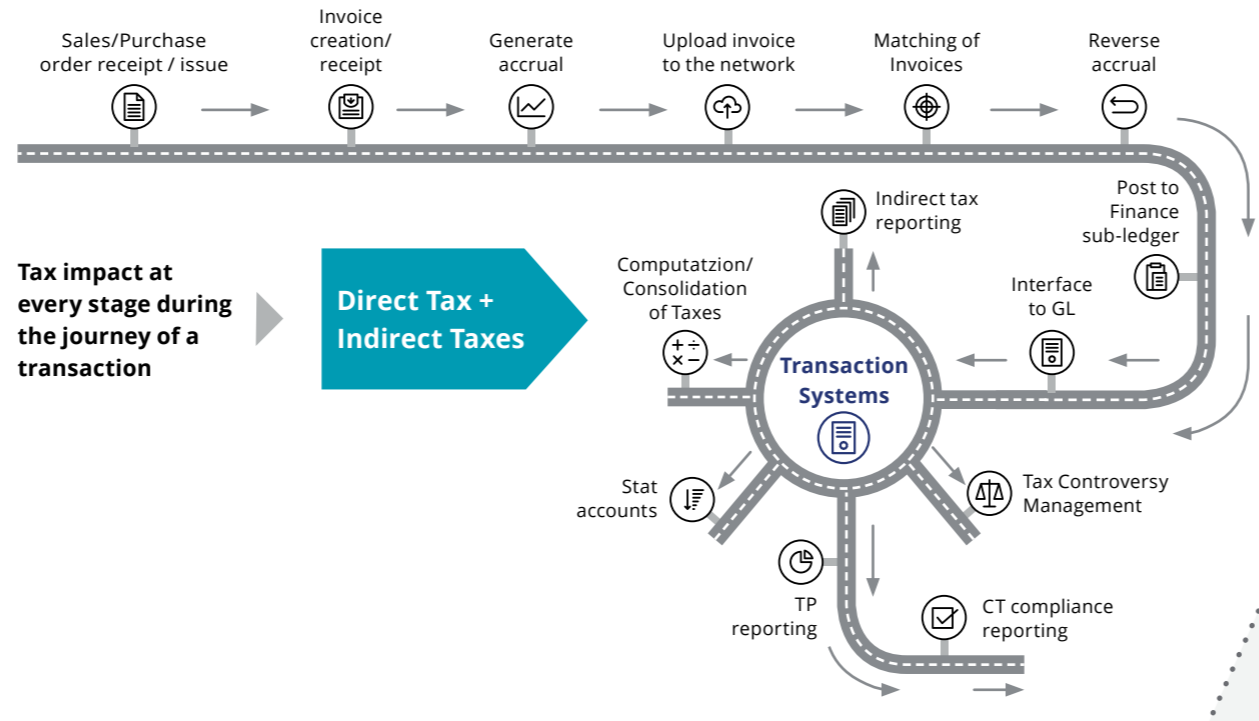 Sales/Purchase
order receipt / issue
Invoice
creation/
receipt
Generate
accrual
Upload invoice
to the network
Matching of
Invoices
Reverse
accrual
Post to
Finance
sub-ledger
Interface
to GL
Tax impact at
every stage during
the journey of a
transaction
Direct Tax +
Indirect Taxes
Indirect tax
reporting
Computatzion/
Consolidation
of Taxes
Transaction
Systems
Stat
accounts
Tax Controversy
Management
TP
reporting
CT compliance
reporting